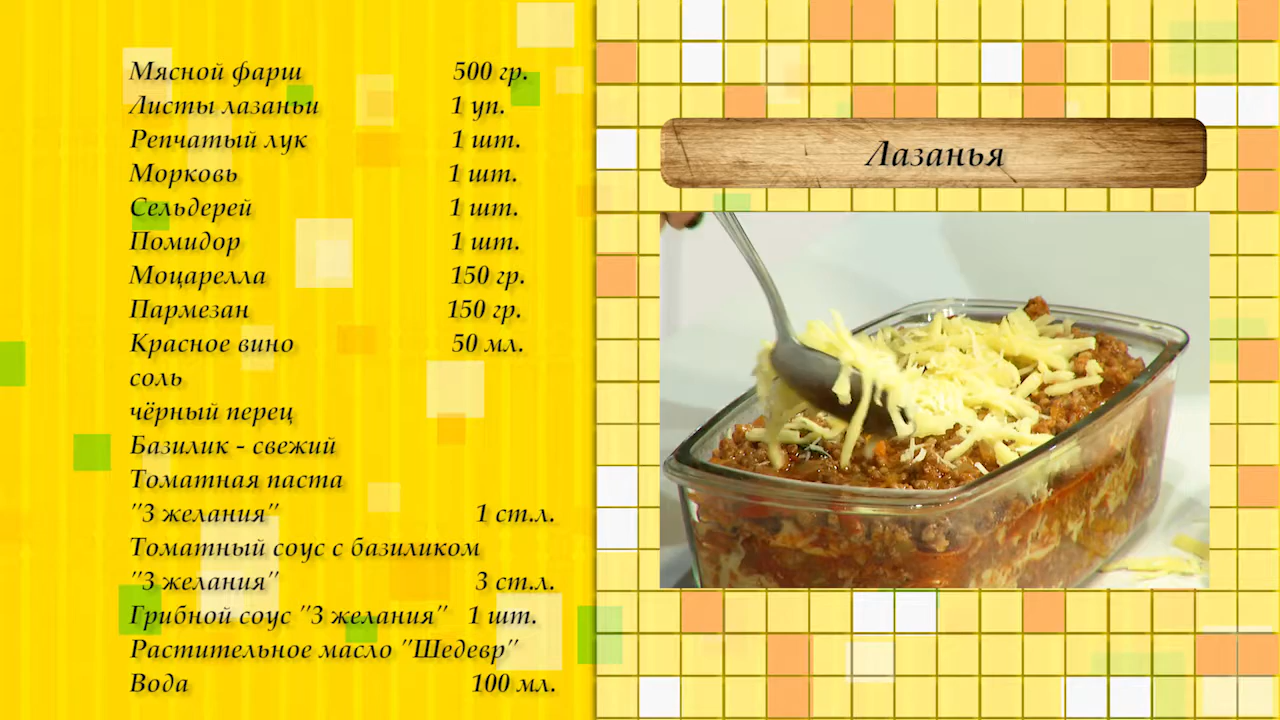 Мясной фарш 500 гр.
Листы лазаньи 1 уп.
Репчатый лук 1 шт.
Морковь 1 шт.
Сельдерей 1 шт.
Помидор 1 шт.
Моцарелла 150 гр.
Пармезан 150 гр.
Красное вино 50 мл.
соль
чёрный перец
Базилик - свежий
Томатная паста
"3 желания" 1 ст.л.
Томатный соус с базиликом
"3 желания" 3 ст.л.
Грибной соус "3 желания" 1 шт.
Растительное масло "Шедевр"
Вода 100 мл.
Лазанья